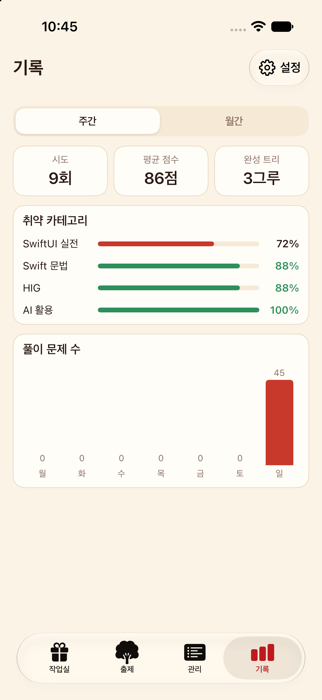 10:45
기록
설정
주간 월간
시도 평균 점수 완성 트리
9회 86점 3그루
취약 카테고리
SwiftUI 실전 72%
Swift 문법 88%
HIG 88%
AI 활용 100%
풀이 문제 수
45
0 0 0 0 0 0
월 화 수 목 금 토 일
작업실 출제 관리 기록